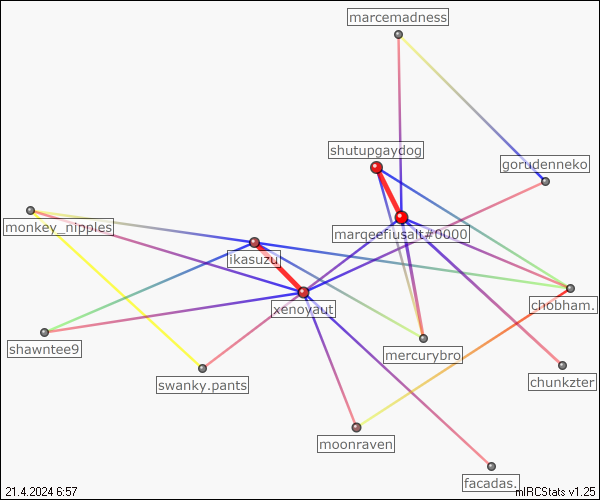 marcemadness
shutupgaydog
gorudenneko
monkey_nipples
marqeefiusalt#0000
ikasuzu
xenoyaut
chobham.
shawntee9
mercurybro
swanky.pants
chunkzter
moonraven
facadas.
21.4.2024 6:57
mIRCStats v1.25